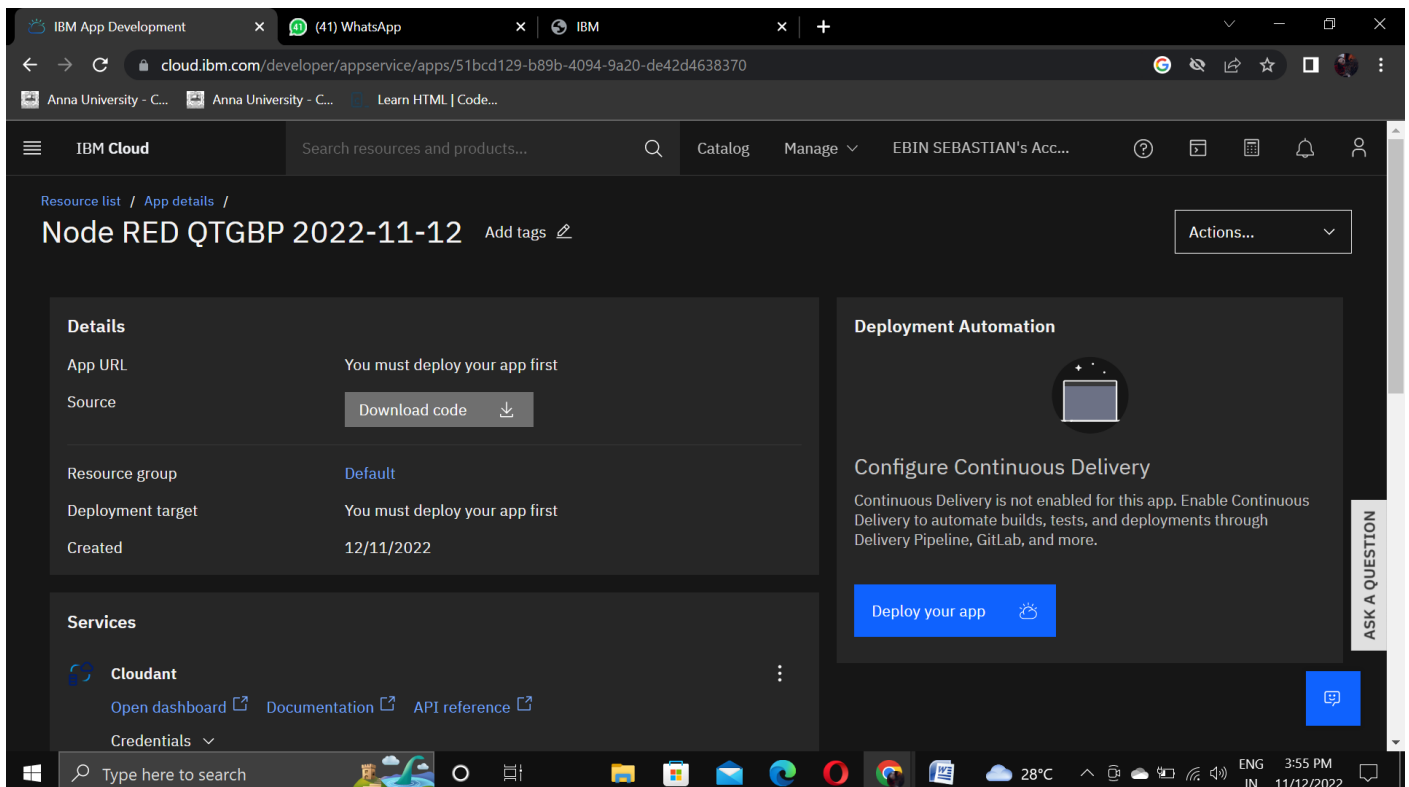 IBM App Development
41
(41) WhatsApp
IBM
cloud.ibm.com/developer/appservice/apps/51bcd129-b89b-4094-9a20-de42d4638370
Anna University - C...
Anna University - C...
Learn HTML | Code...
IBM Cloud
Search resources and products...
Catalog
Manage
EBIN SEBASTIAN's Acc...
Resource list / App details /
Node RED QTGBP 2022-11-12
Add tags
Actions...
Details
App URL
You must deploy your app first
Source
Download code
Resource group
Default
Deployment target
You must deploy your app first
Created
12/11/2022
Deployment Automation
Configure Continuous Delivery
Continuous Delivery is not enabled for this app. Enable Continuous
Delivery to automate builds, tests, and deployments through
Delivery Pipeline, GitLab, and more.
Deploy your app
ASK A QUESTION
Services
Cloudant
Open dashboard
Documentation
API reference
Credentials
Type here to search
28°C
ENG
IN
3:55 PM
11/12/2022